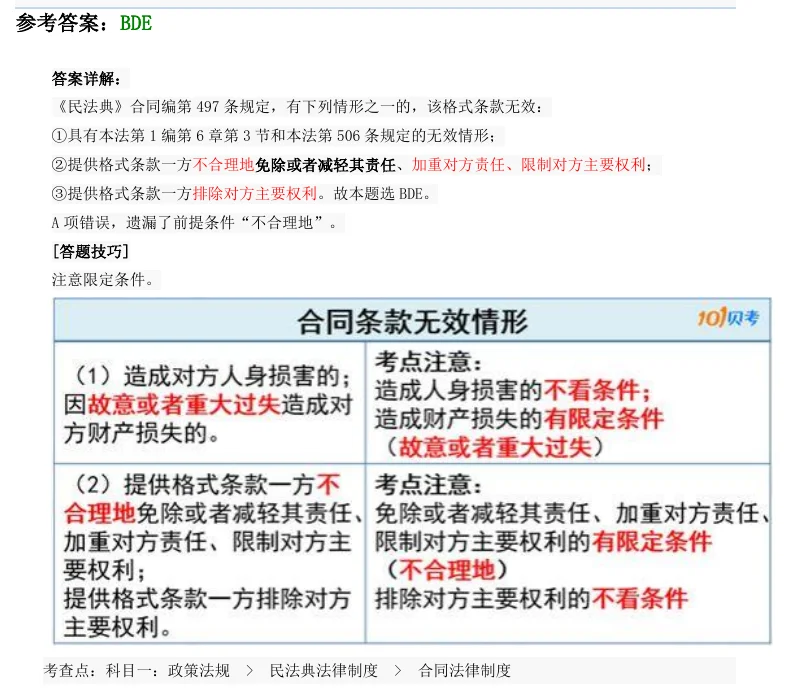 参考答案：BDE
答案详解：
《民法典》合同编第 497 条规定，有下列情形之一的，该格式条款无效：
①具有本法第 1 编第 6 章第 3 节和本法第 506 条规定的无效情形；
②提供格式条款一方不合理地免除或者减轻其责任、加重对方责任、限制对方主要权利；
③提供格式条款一方排除对方主要权利。故本题选 BDE。
A 项错误，遗漏了前提条件“不合理地”。
[答题技巧]
注意限定条件。
合同条款无效情形
101贝考
（1）造成对方人身损害的；
因故意或者重大过失造成对
方财产损失的。
考点注意：
造成人身损害的不看条件；
造成财产损失的有限定条件
（故意或者重大过失）
（2）提供格式条款一方不
合理地免除或者减轻其责任、
加重对方责任、限制对方主
要权利；
提供格式条款一方排除对方
主要权利。
考点注意：
免除或者减轻其责任、加重对方责任、
限制对方主要权利的有限定条件
（不合理地）
排除对方主要权利的不看条件
考查点：科目一：政策法规 > 民法典法律制度 > 合同法律制度